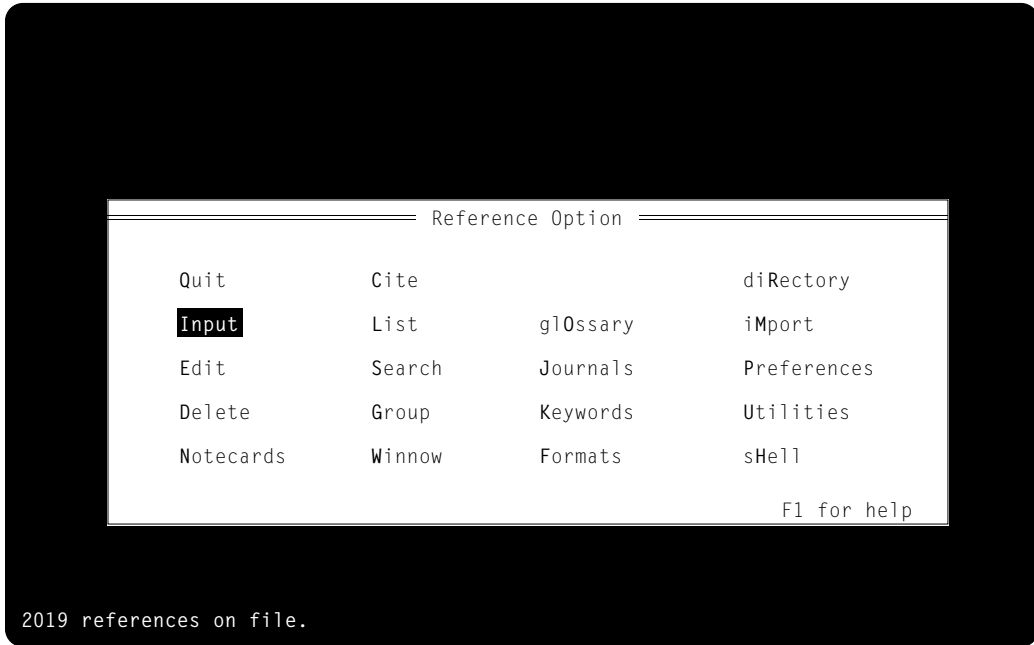 Reference Option
Quit Cite diRectory
Input List glOssary iMport
Edit Search Journals Preferences
Delete Group Keywords Utilities
Notecards Winnow Formats sHell
F1 for help
2019 references on file.